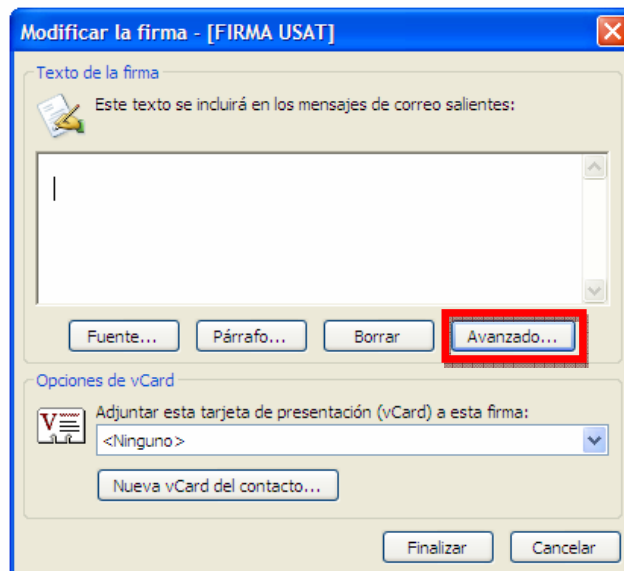 Modificar la firma - [FIRMA USAT]
Texto de la firma
Este texto se incluirá en los mensajes de correo salientes:
Fuente... Párrafo... Borrar Avanzado...
Opciones de vCard
Adjuntar esta tarjeta de presentación (vCard) a esta firma:
<Ninguno>
Nueva vCard del contacto...
Finalizar Cancelar